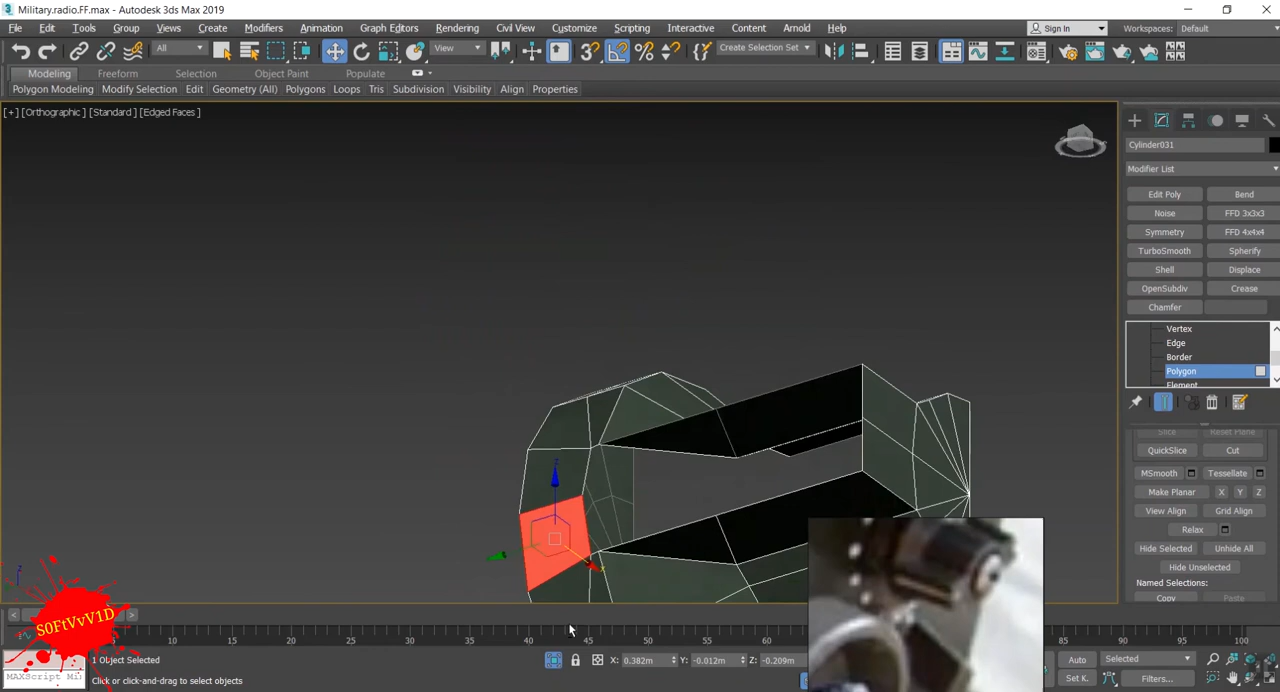 Military.radio.FF.max - Autodesk 3ds Max 2019
File Edit Tools Group Views Create Modifiers Animation Graph Editors Rendering Civil View Customize Scripting Interactive Content Arnold Help
Sign In Workspaces: Default
All View Create Selection Set
Modeling Freeform Selection Object Paint Populate
Polygon Modeling Modify Selection Edit Geometry (All) Polygons Loops Tris Subdivision Visibility Align Properties
[+] [Orthographic ] [Standard ] [Edged Faces ]
Cylinder031
Modifier List
Edit Poly Bend
Noise FFD 3x3x3
Symmetry FFD 4x4x4
TurboSmooth Spherify
Shell Displace
OpenSubdiv Crease
Chamfer
Vertex
Edge
Border
Polygon
Element
Slice Reset Plane
QuickSlice Cut
MSmooth Tessellate
Make Planar X Y Z
View Align Grid Align
Relax
Hide Selected Unhide All
Hide Unselected
Named Selections:
Copy Paste
z
x
z
S0FtVvV1D
15 20 25 30 35 40 45 50 55 60 85 90 95 100
1 Object Selected
X: 0.382m Y: -0.012m Z: -0.209m
Auto Selected
MAXScript Mi
Click or click-and-drag to select objects
Set K. Filters...